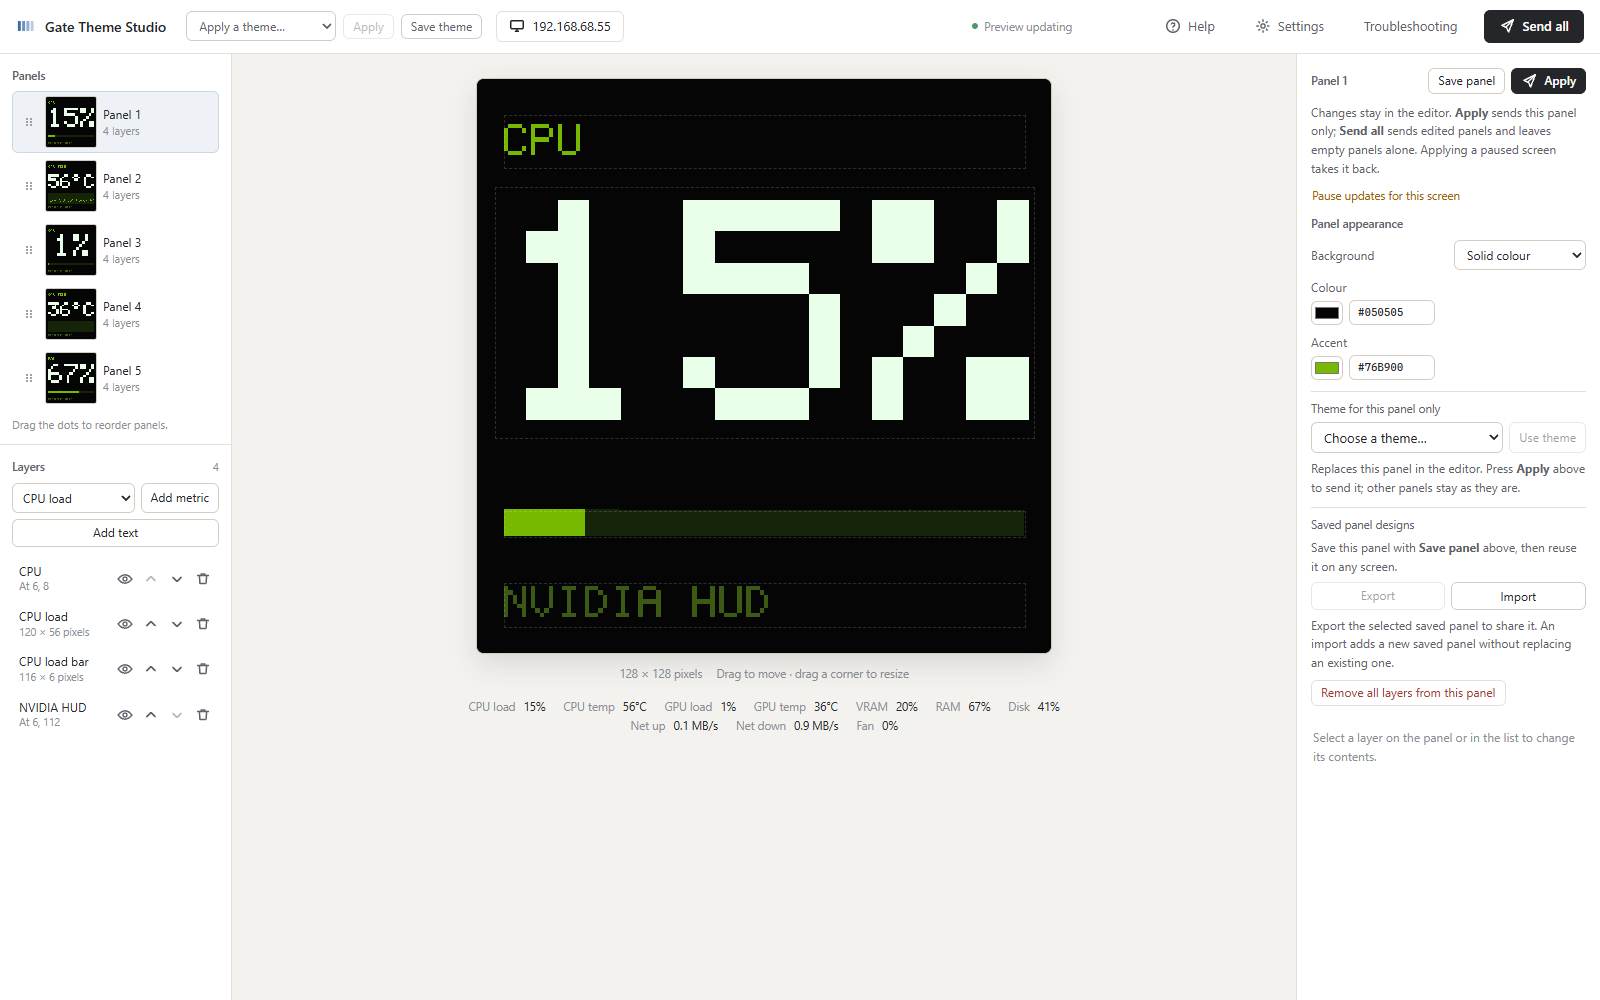 Gate Theme Studio
Apply a theme...
Apply
Save theme
192.168.68.55
Preview updating
Help
Settings
Troubleshooting
Send all
Panels
15%
Panel 1
4 layers
56°C
Panel 2
4 layers
1%
Panel 3
4 layers
36°C
Panel 4
4 layers
67%
Panel 5
4 layers
Drag the dots to reorder panels.
Layers
4
CPU load
Add metric
Add text
CPU
At 6, 8
CPU load
120 × 56 pixels
CPU load bar
116 × 6 pixels
NVIDIA HUD
At 6, 112
CPU
15%
NVIDIA HUD
128 × 128 pixels Drag to move · drag a corner to resize
CPU load 15% CPU temp 56°C GPU load 1% GPU temp 36°C VRAM 20% RAM 67% Disk 41%
Net up 0.1 MB/s Net down 0.9 MB/s Fan 0%
Panel 1
Save panel
Apply
Changes stay in the editor. Apply sends this panel
only; Send all sends edited panels and leaves
empty panels alone. Applying a paused screen
takes it back.
Pause updates for this screen
Panel appearance
Background
Solid colour
Colour
#050505
Accent
#76B900
Theme for this panel only
Choose a theme...
Use theme
Replaces this panel in the editor. Press Apply above
to send it; other panels stay as they are.
Saved panel designs
Save this panel with Save panel above, then reuse
it on any screen.
Export
Import
Export the selected saved panel to share it. An
import adds a new saved panel without replacing
an existing one.
Remove all layers from this panel
Select a layer on the panel or in the list to change
its contents.